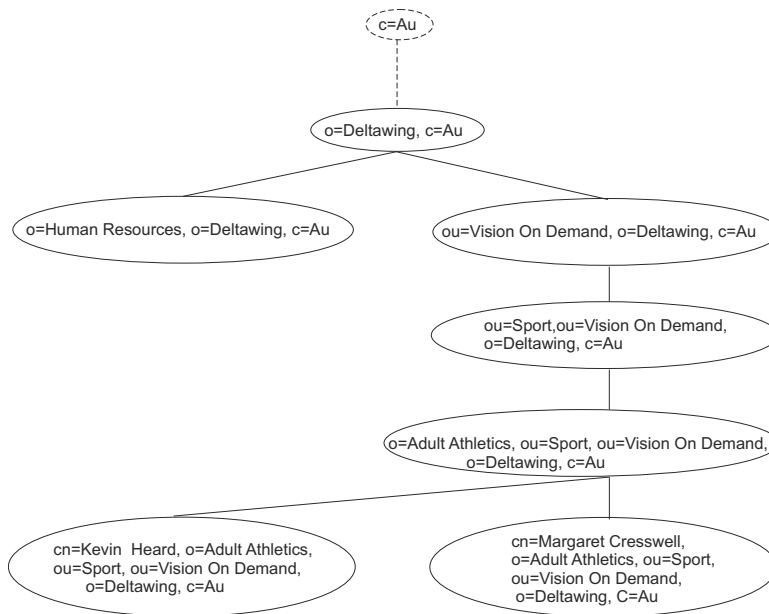 c=Au
o=Deltawing, c=Au
o=Human Resources, o=Deltawing, c=Au
ou=Vision On Demand, o=Deltawing, c=Au
ou=Sport,ou=Vision On Demand,
o=Deltawing, c=Au
o=Adult Athletics, ou=Sport, ou=Vision On Demand,
o=Deltawing, c=Au
cn=Kevin Heard, o=Adult Athletics,
ou=Sport, ou=Vision On Demand,
o=Deltawing, c=Au
cn=Margaret Cresswell,
o=Adult Athletics, ou=Sport,
ou=Vision On Demand,
o=Deltawing, C=Au